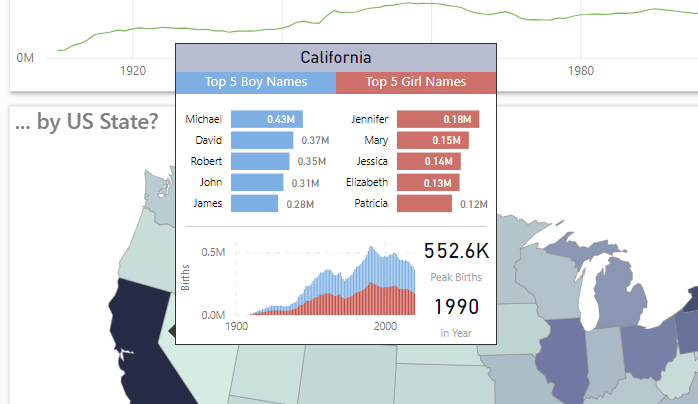 0M
1920
1980
... by US State?
California
Top 5 Boy Names
Top 5 Girl Names
Michael 0.43M
David 0.37M
Robert 0.35M
John 0.31M
James 0.28M
Jennifer 0.18M
Mary 0.15M
Jessica 0.14M
Elizabeth 0.13M
Patricia 0.12M
Births
0.5M
0.0M
1900
2000
552.6K
Peak Births
1990
in Year